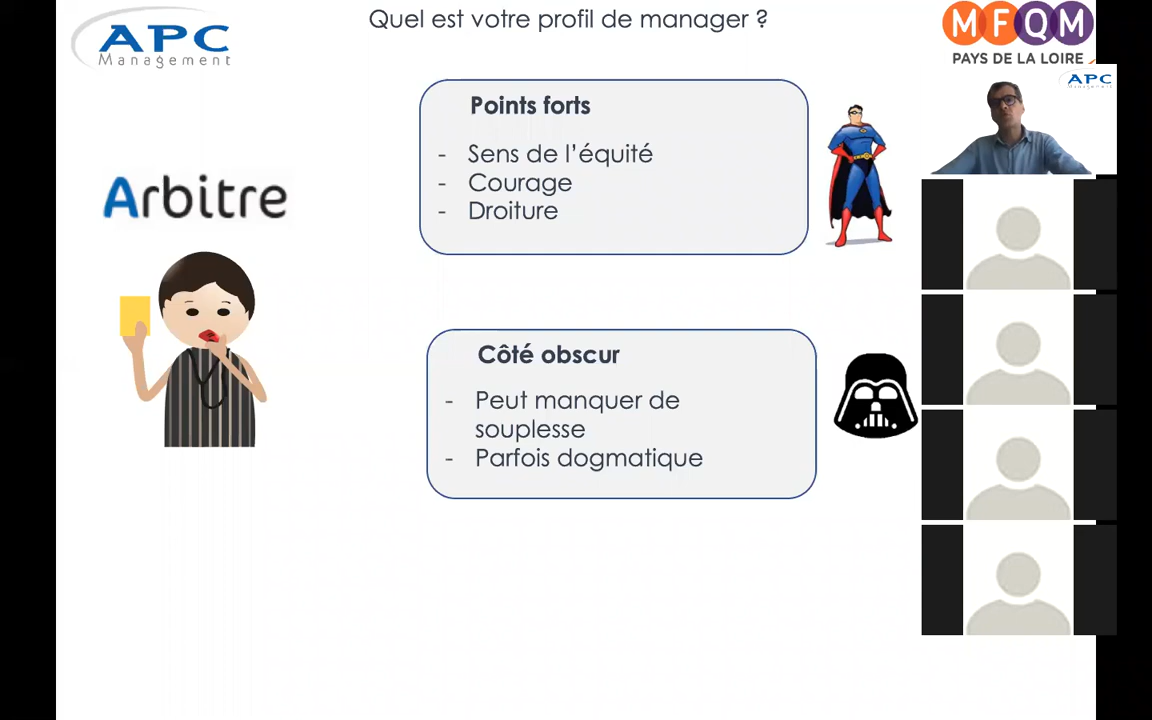 Quel est votre profil de manager ?
APC
Management
MFQM
PAYS DE LA LOIRE
APC
Management
Points forts
- Sens de l’équité
- Courage
- Droiture
Arbitre
Côté obscur
- Peut manquer de
souplesse
- Parfois dogmatique